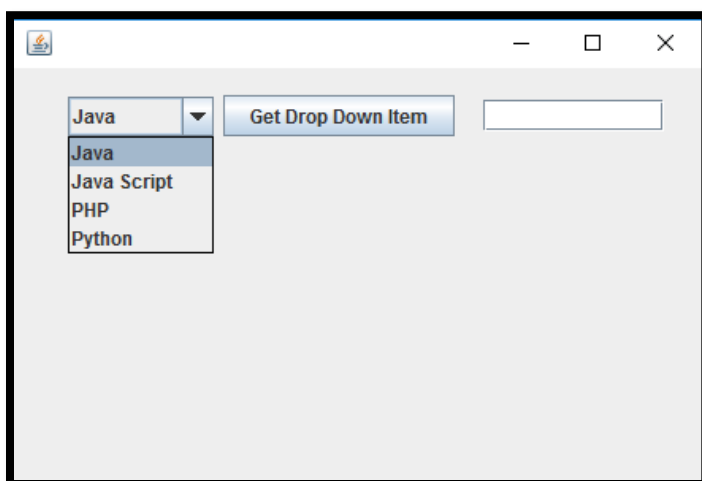 Java
Get Drop Down Item
Java
Java Script
PHP
Python